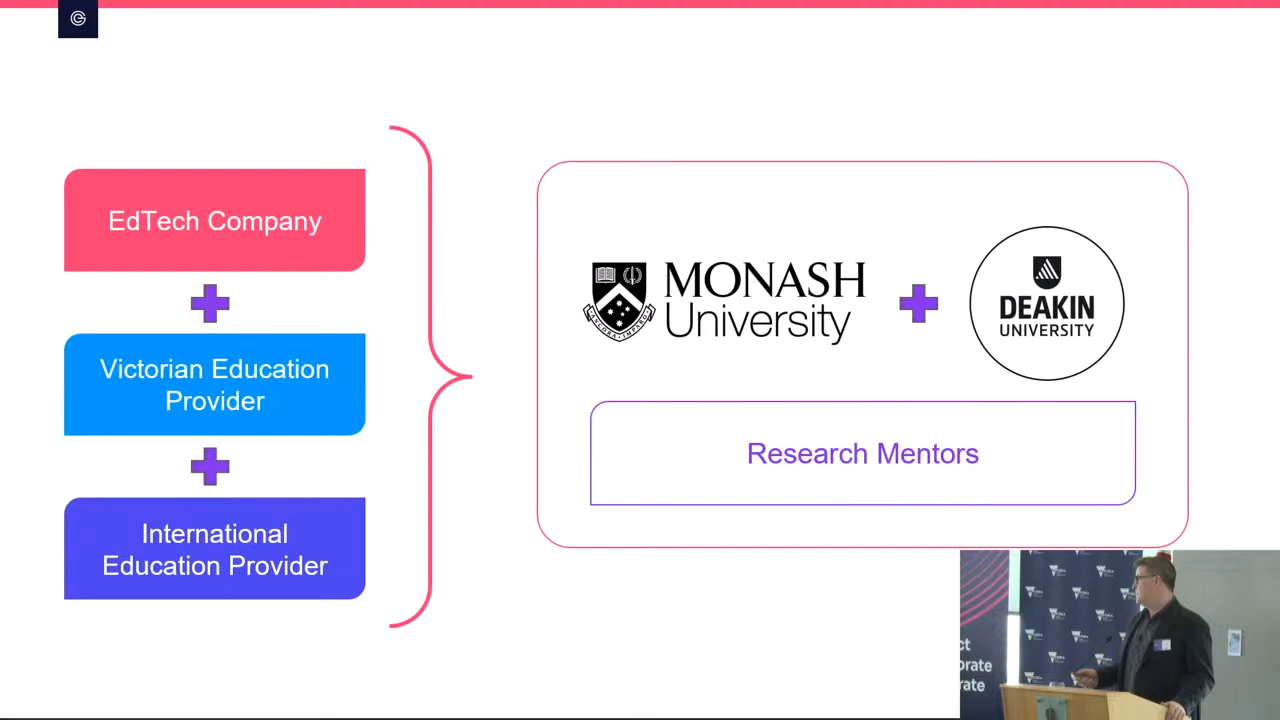 EdTech Company
Victorian Education
Provider
International
Education Provider
MONASH
University
DEAKIN
UNIVERSITY
Research Mentors